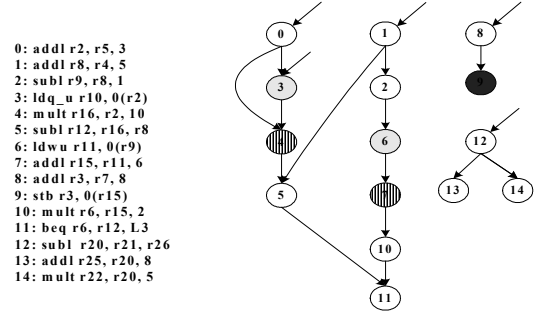 0: addl r2, r5, 3
1: addl r8, r4, 5
2: subl r9, r8, 1
3: ldq_u r10, 0(r2)
4: mult r16, r2, 10
5: subl r12, r16, r8
6: ldwu r11, 0(r9)
7: addl r15, r11, 6
8: addl r3, r7, 8
9: stb r3, 0(r15)
10: mult r6, r15, 2
11: beq r6, r12, L3
12: subl r20, r21, r26
13: addl r25, r20, 8
14: mult r22, r20, 5
0 1 8
3 2 9
4 6 12
5 7 13 14
10
11